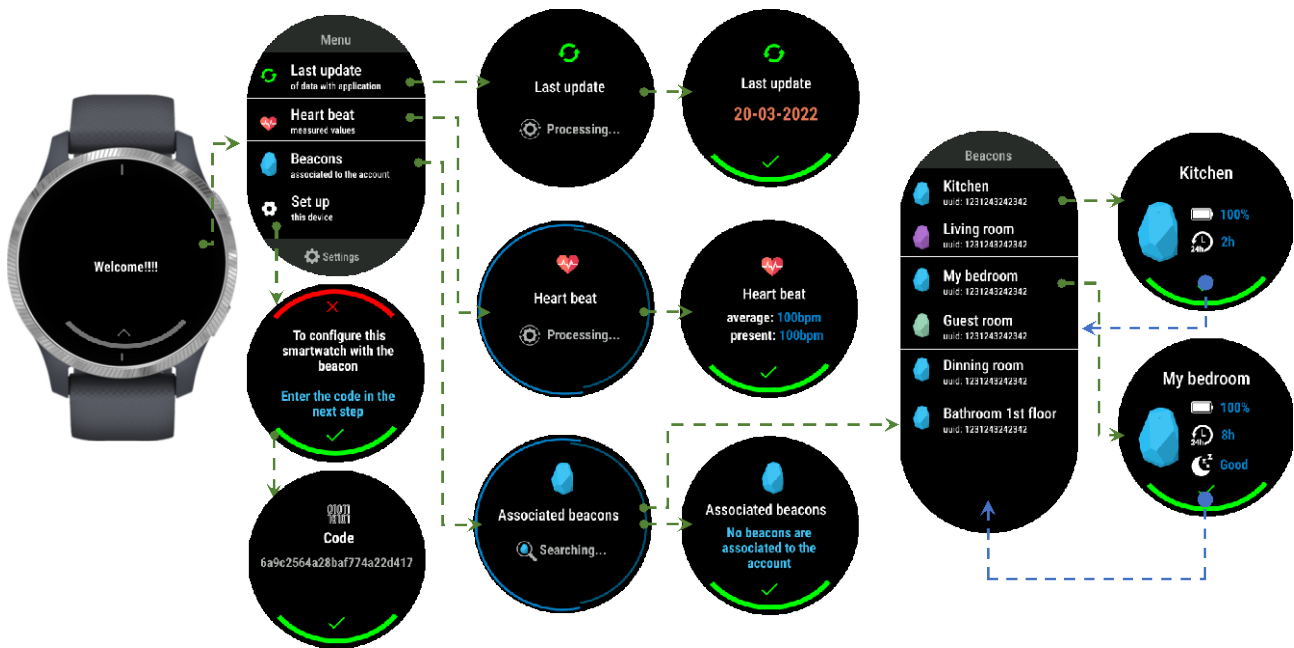 Welcome!!!!
Menu
Last update
of data with application
Heart beat
measured values
Beacons
associated to the account
Set up
this device
Settings
To configure this
smartwatch with the
beacon
Enter the code in the
next step
Code
6a9c2564a28baf774a22d417
Last update
Processing...
Last update
20-03-2022
Heart beat
Processing...
Heart beat
average: 100bpm
present: 100bpm
Associated beacons
Searching...
Associated beacons
No beacons are
associated to the
account
Beacons
Kitchen
uuid: 1231243242342
Living room
uuid: 1231243242342
My bedroom
uuid: 1231243242342
Guest room
uuid: 1231243242342
Dinning room
uuid: 1231243242342
Bathroom 1st floor
uuid: 1231243242342
Kitchen
100%
24h 2h
My bedroom
100%
24h 8h
Good